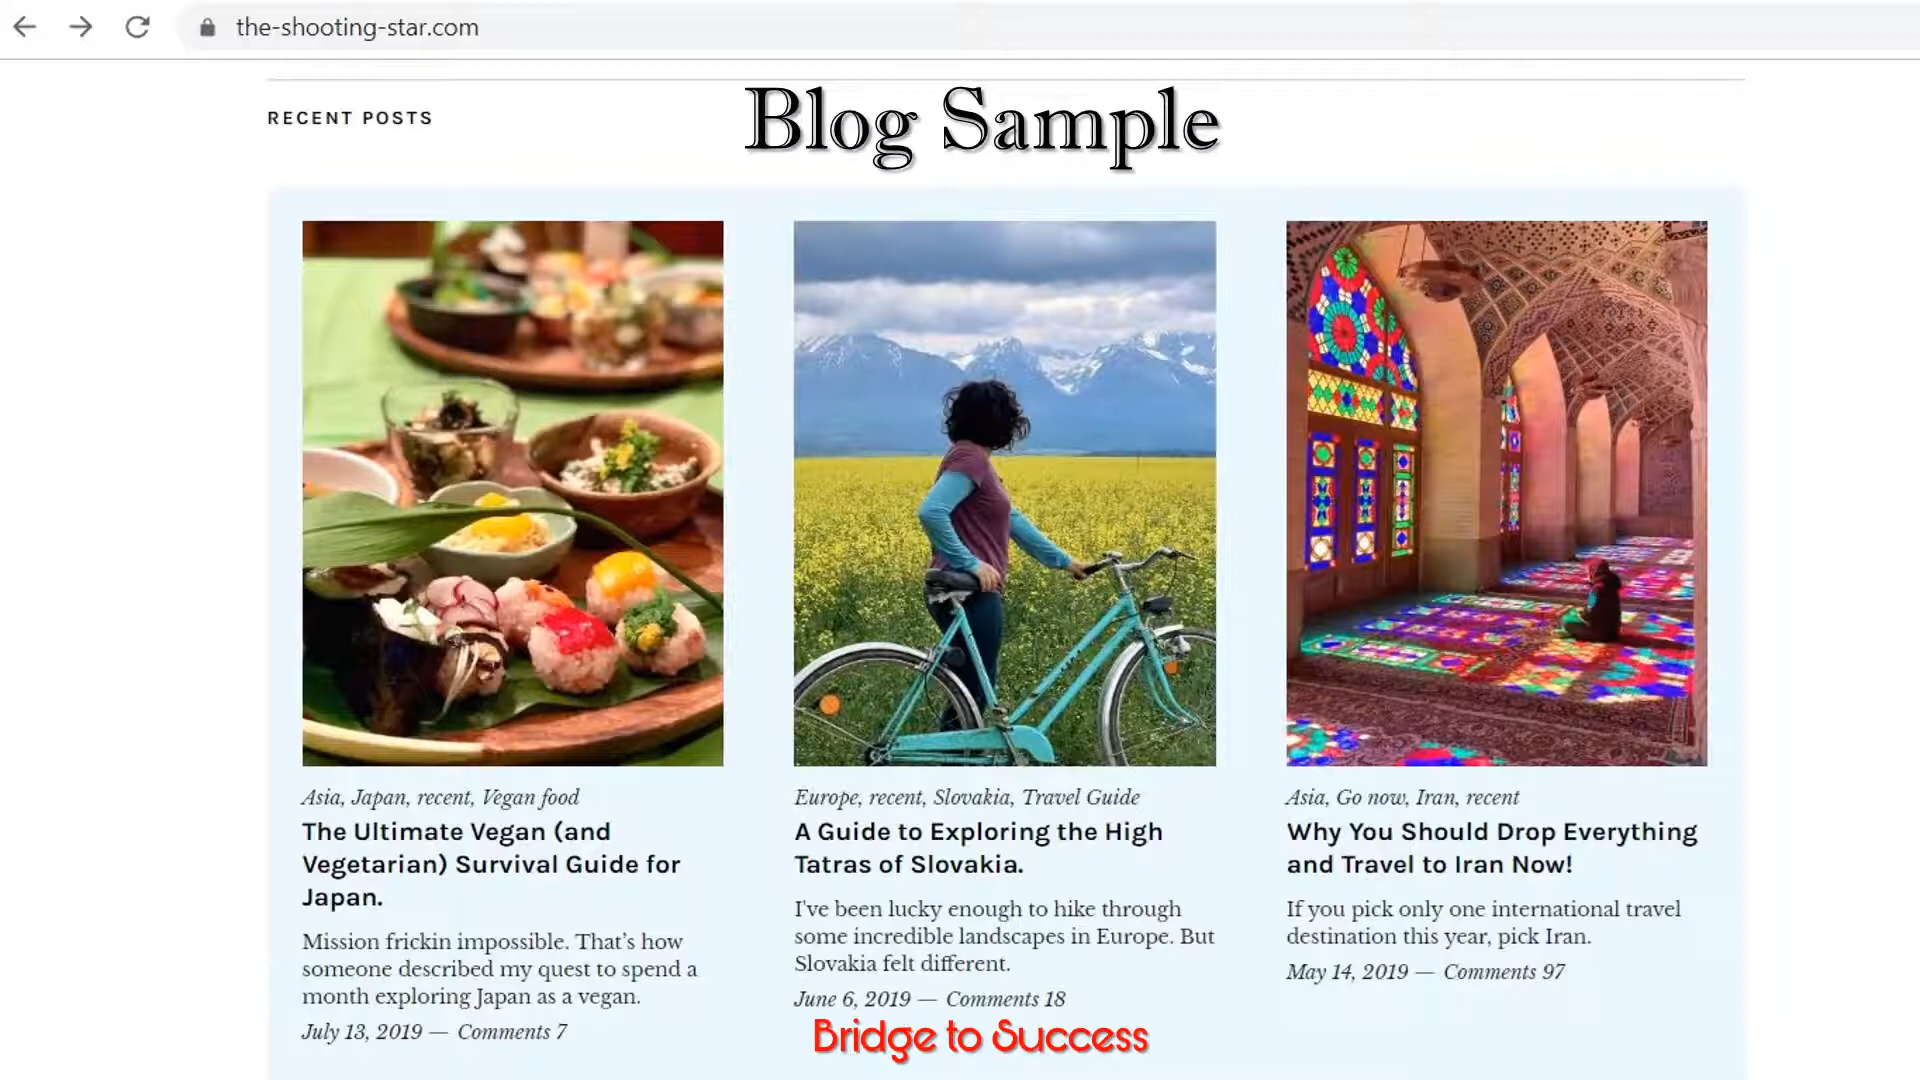 the-shooting-star.com
RECENT POSTS
Blog Sample
Asia, Japan, recent, Vegan food
The Ultimate Vegan (and
Vegetarian) Survival Guide for
Japan.
Mission frickin impossible. That’s how
someone described my quest to spend a
month exploring Japan as a vegan.
July 13, 2019 — Comments 7
Europe, recent, Slovakia, Travel Guide
A Guide to Exploring the High
Tatras of Slovakia.
I've been lucky enough to hike through
some incredible landscapes in Europe. But
Slovakia felt different.
June 6, 2019 — Comments 18
Asia, Go now, Iran, recent
Why You Should Drop Everything
and Travel to Iran Now!
If you pick only one international travel
destination this year, pick Iran.
May 14, 2019 — Comments 97
Bridge to Success